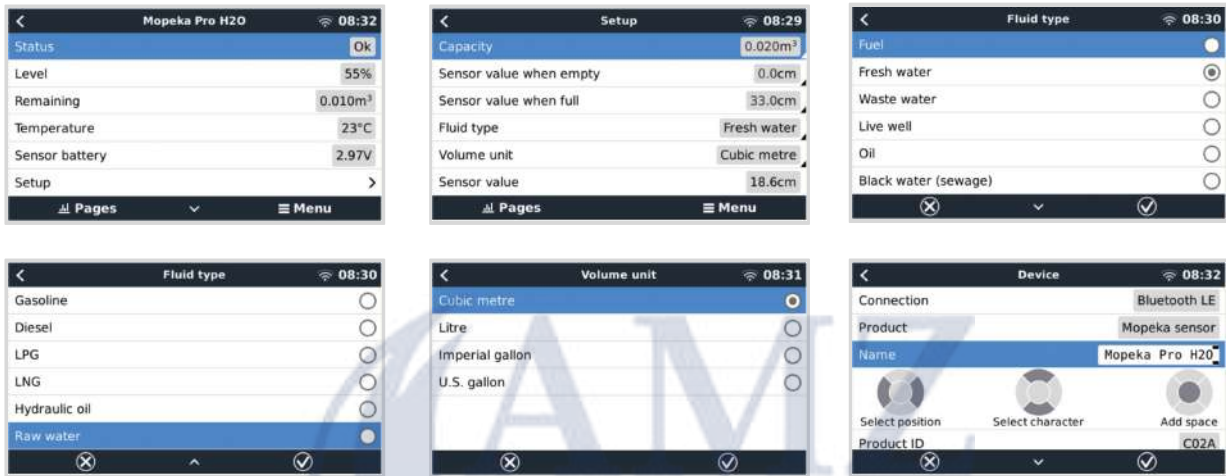 Mopeka Pro H2O 08:32
Status Ok
Level 55%
Remaining 0.010m³
Temperature 23°C
Sensor battery 2.97V
Setup
Pages Menu
Setup 08:29
Capacity 0.020m³
Sensor value when empty 0.0cm
Sensor value when full 33.0cm
Fluid type Fresh water
Volume unit Cubic metre
Sensor value 18.6cm
Pages Menu
Fluid type 08:30
Fuel
Fresh water
Waste water
Live well
Oil
Black water (sewage)
Fluid type 08:30
Gasoline
Diesel
LPG
LNG
Hydraulic oil
Raw water
Volume unit 08:31
Cubic metre
Litre
Imperial gallon
U.S. gallon
Device 08:32
Connection Bluetooth LE
Product Mopeka sensor
Name Mopeka Pro H20
Select position Select character Add space
Product ID C02A
AMZ